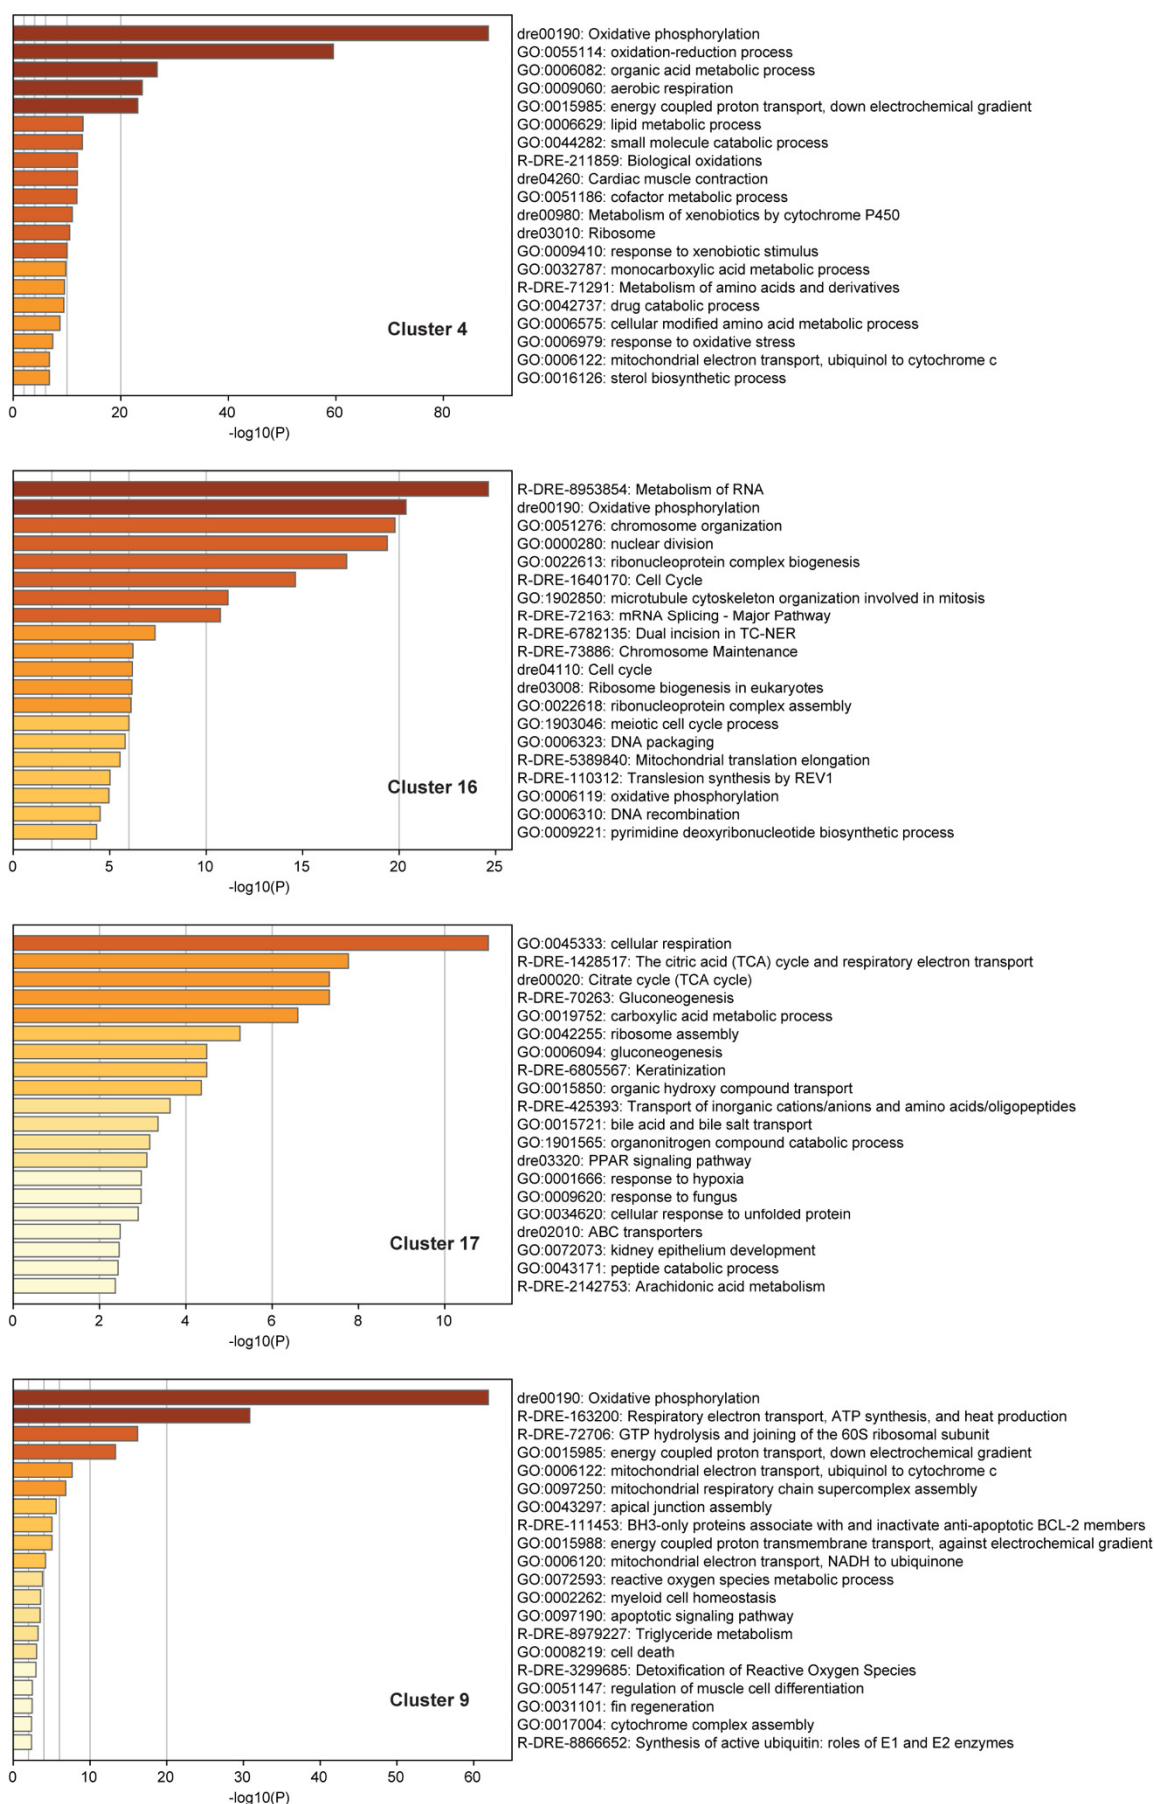 dre00190: Oxidative phosphorylation
GO:0055114: oxidation-reduction process
GO:0006082: organic acid metabolic process
GO:0009060: aerobic respiration
GO:0015985: energy coupled proton transport, down electrochemical gradient
GO:0006629: lipid metabolic process
GO:0044282: small molecule catabolic process
R-DRE-211859: Biological oxidations
dre04260: Cardiac muscle contraction
GO:0051186: cofactor metabolic process
dre00980: Metabolism of xenobiotics by cytochrome P450
dre03010: Ribosome
GO:0009410: response to xenobiotic stimulus
GO:0032787: monocarboxylic acid metabolic process
R-DRE-71291: Metabolism of amino acids and derivatives
GO:0042737: drug catabolic process
GO:0006575: cellular modified amino acid metabolic process
GO:0006979: response to oxidative stress
GO:0006122: mitochondrial electron transport, ubiquinol to cytochrome c
GO:0016126: sterol biosynthetic process
Cluster 4
0 20 40 60 80
-log10(P)
R-DRE-8953854: Metabolism of RNA
dre00190: Oxidative phosphorylation
GO:0051276: chromosome organization
GO:0000280: nuclear division
GO:0022613: ribonucleoprotein complex biogenesis
R-DRE-1640170: Cell Cycle
GO:1902850: microtubule cytoskeleton organization involved in mitosis
R-DRE-72163: mRNA Splicing - Major Pathway
R-DRE-6782135: Dual incision in TC-NER
R-DRE-73886: Chromosome Maintenance
dre04110: Cell cycle
dre03008: Ribosome biogenesis in eukaryotes
GO:0022618: ribonucleoprotein complex assembly
GO:1903046: meiotic cell cycle process
GO:0006323: DNA packaging
R-DRE-5389840: Mitochondrial translation elongation
R-DRE-110312: Translesion synthesis by REV1
GO:0006119: oxidative phosphorylation
GO:0006310: DNA recombination
GO:0009221: pyrimidine deoxyribonucleotide biosynthetic process
Cluster 16
0 5 10 15 20 25
-log10(P)
GO:0045333: cellular respiration
R-DRE-1428517: The citric acid (TCA) cycle and respiratory electron transport
dre00020: Citrate cycle (TCA cycle)
R-DRE-70263: Gluconeogenesis
GO:0019752: carboxylic acid metabolic process
GO:0042255: ribosome assembly
GO:0006094: gluconeogenesis
R-DRE-6805567: Keratinization
GO:0015850: organic hydroxy compound transport
R-DRE-425393: Transport of inorganic cations/anions and amino acids/oligopeptides
GO:0015721: bile acid and bile salt transport
GO:1901565: organonitrogen compound catabolic process
dre03320: PPAR signaling pathway
GO:0001666: response to hypoxia
GO:0009620: response to fungus
GO:0034620: cellular response to unfolded protein
dre02010: ABC transporters
GO:0072073: kidney epithelium development
GO:0043171: peptide catabolic process
R-DRE-2142753: Arachidonic acid metabolism
Cluster 17
0 2 4 6 8 10
-log10(P)
dre00190: Oxidative phosphorylation
R-DRE-163200: Respiratory electron transport, ATP synthesis, and heat production
R-DRE-72706: GTP hydrolysis and joining of the 60S ribosomal subunit
GO:0015985: energy coupled proton transport, down electrochemical gradient
GO:0006122: mitochondrial electron transport, ubiquinol to cytochrome c
GO:0097250: mitochondrial respiratory chain supercomplex assembly
GO:0043297: apical junction assembly
R-DRE-111453: BH3-only proteins associate with and inactivate anti-apoptotic BCL-2 members
GO:0015988: energy coupled proton transmembrane transport, against electrochemical gradient
GO:0006120: mitochondrial electron transport, NADH to ubiquinone
GO:0072593: reactive oxygen species metabolic process
GO:0002262: myeloid cell homeostasis
GO:0097190: apoptotic signaling pathway
R-DRE-8979227: Triglyceride metabolism
GO:0008219: cell death
R-DRE-3299685: Detoxification of Reactive Oxygen Species
GO:0051147: regulation of muscle cell differentiation
GO:0031101: fin regeneration
GO:0017004: cytochrome complex assembly
R-DRE-8866652: Synthesis of active ubiquitin: roles of E1 and E2 enzymes
Cluster 9
0 10 20 30 40 50 60
-log10(P)